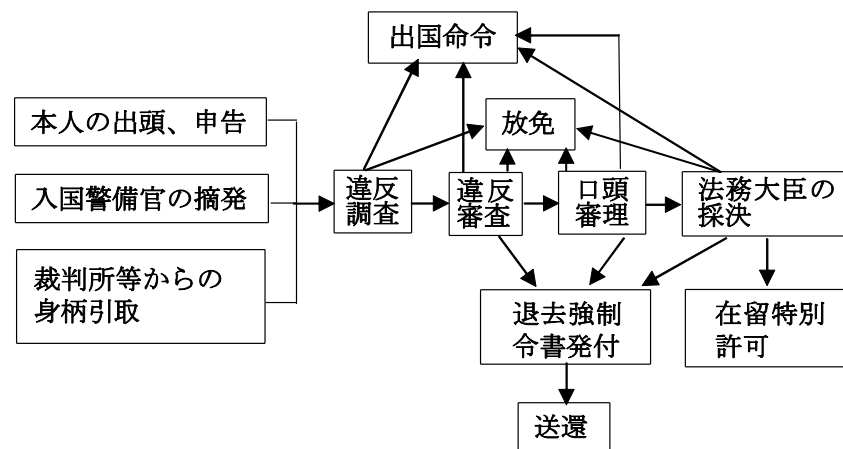 出国命令
本人の出頭、申告
放免
入国警備官の摘発
違反
調査
違反
審査
口頭
審理
法務大臣の
採決
裁判所等からの
身柄引取
退去強制
令書発付
在留特別
許可
送還